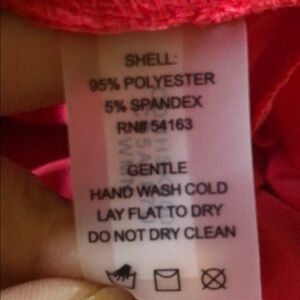 SHELL:
95% POLYESTER
5% SPANDEX
RN# 54163
GENTLE
HAND WASH COLD
LAY FLAT TO DRY
DO NOT DRY CLEAN